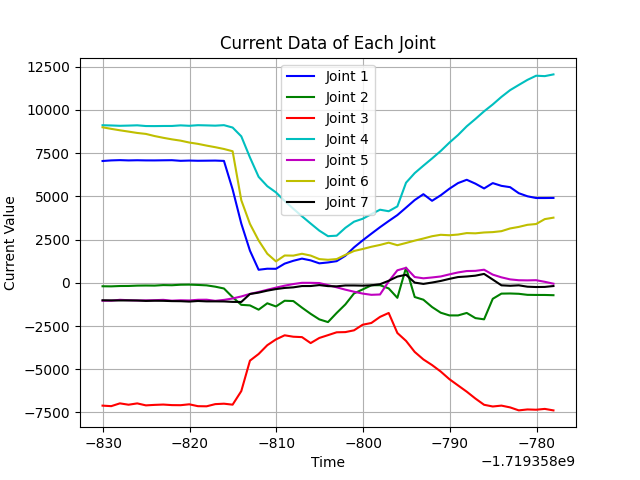 Current Data of Each Joint
12500
10000
7500
5000
2500
0
−2500
−5000
−7500
Current Value
Joint 1
Joint 2
Joint 3
Joint 4
Joint 5
Joint 6
Joint 7
−830 −820 −810 −800 −790 −780
Time
−1.719358e9